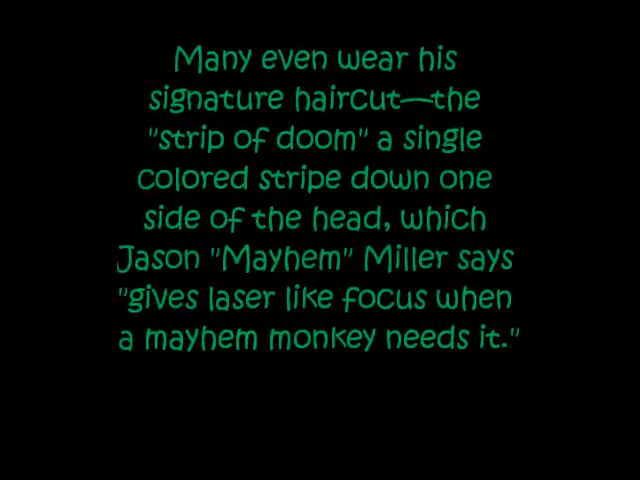 Many even wear his
signature haircut—the
"strip of doom" a single
colored stripe down one
side of the head, which
Jason "Mayhem" Miller says
"gives laser like focus when
a mayhem monkey needs it."